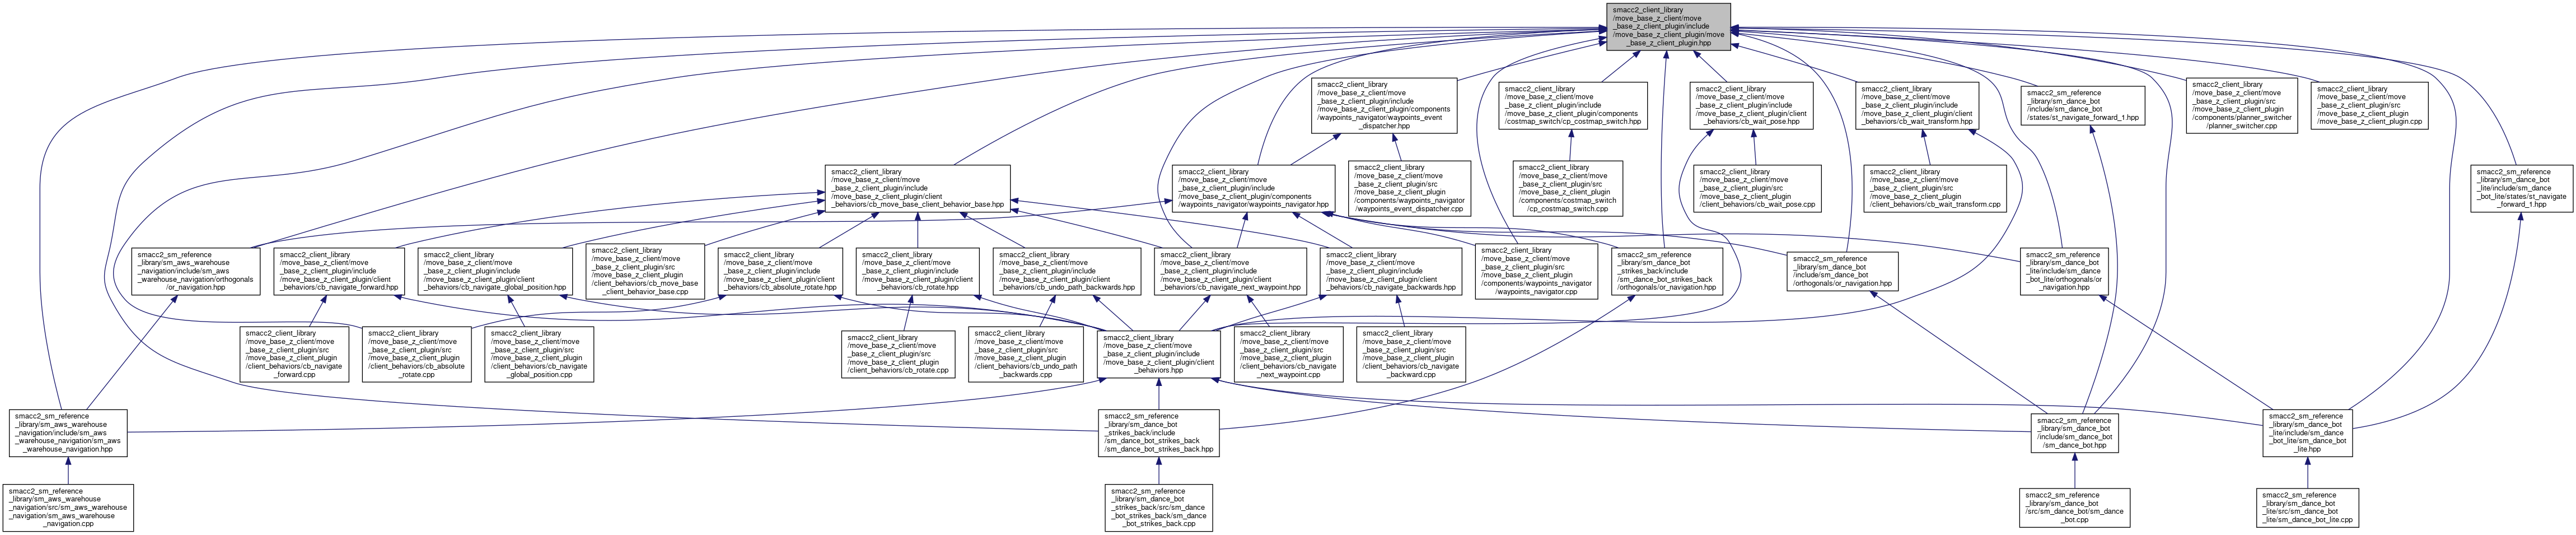 smacc2_client_library
/move_base_z_client/move
_base_z_client_plugin/include
/move_base_z_client_plugin/move
_base_z_client_plugin.hpp
smacc2_client_library
/move_base_z_client/move
_base_z_client_plugin/include
/move_base_z_client_plugin/components
/waypoints_navigator/waypoints_event
_dispatcher.hpp
smacc2_client_library
/move_base_z_client/move
_base_z_client_plugin/include
/move_base_z_client_plugin/components
/costmap_switch/cp_costmap_switch.hpp
smacc2_client_library
/move_base_z_client/move
_base_z_client_plugin/include
/move_base_z_client_plugin/client
_behaviors/cb_wait_pose.hpp
smacc2_client_library
/move_base_z_client/move
_base_z_client_plugin/include
/move_base_z_client_plugin/client
_behaviors/cb_wait_transform.hpp
smacc2_sm_reference
_library/sm_dance_bot
/include/sm_dance_bot
/states/st_navigate_forward_1.hpp
smacc2_client_library
/move_base_z_client/move
_base_z_client_plugin/src
/move_base_z_client_plugin
/components/planner_switcher
/planner_switcher.cpp
smacc2_client_library
/move_base_z_client/move
_base_z_client_plugin/src
/move_base_z_client_plugin
/move_base_z_client_plugin.cpp
smacc2_client_library
/move_base_z_client/move
_base_z_client_plugin/include
/move_base_z_client_plugin/client
_behaviors/cb_move_base_client_behavior_base.hpp
smacc2_client_library
/move_base_z_client/move
_base_z_client_plugin/include
/move_base_z_client_plugin/components
/waypoints_navigator/waypoints_navigator.hpp
smacc2_client_library
/move_base_z_client/move
_base_z_client_plugin/src
/move_base_z_client_plugin
/components/waypoints_navigator
/waypoints_event_dispatcher.cpp
smacc2_client_library
/move_base_z_client/move
_base_z_client_plugin/src
/move_base_z_client_plugin
/components/costmap_switch
/cp_costmap_switch.cpp
smacc2_client_library
/move_base_z_client/move
_base_z_client_plugin/src
/move_base_z_client_plugin
/client_behaviors/cb_wait_pose.cpp
smacc2_client_library
/move_base_z_client/move
_base_z_client_plugin/src
/move_base_z_client_plugin
/client_behaviors/cb_wait_transform.cpp
smacc2_sm_reference
_library/sm_dance_bot
_lite/include/sm_dance
_bot_lite/states/st_navigate
_forward_1.hpp
smacc2_sm_reference
_library/sm_aws_warehouse
_navigation/include/sm_aws
_warehouse_navigation/orthogonals
/or_navigation.hpp
smacc2_client_library
/move_base_z_client/move
_base_z_client_plugin/include
/move_base_z_client_plugin/client
_behaviors/cb_navigate_forward.hpp
smacc2_client_library
/move_base_z_client/move
_base_z_client_plugin/include
/move_base_z_client_plugin/client
_behaviors/cb_navigate_global_position.hpp
smacc2_client_library
/move_base_z_client/move
_base_z_client_plugin/src
/move_base_z_client_plugin
/client_behaviors/cb_move_base
_client_behavior_base.cpp
smacc2_client_library
/move_base_z_client/move
_base_z_client_plugin/include
/move_base_z_client_plugin/client
_behaviors/cb_absolute_rotate.hpp
smacc2_client_library
/move_base_z_client/move
_base_z_client_plugin/include
/move_base_z_client_plugin/client
_behaviors/cb_rotate.hpp
smacc2_client_library
/move_base_z_client/move
_base_z_client_plugin/include
/move_base_z_client_plugin/client
_behaviors/cb_undo_path_backwards.hpp
smacc2_client_library
/move_base_z_client/move
_base_z_client_plugin/include
/move_base_z_client_plugin/client
_behaviors/cb_navigate_next_waypoint.hpp
smacc2_client_library
/move_base_z_client/move
_base_z_client_plugin/include
/move_base_z_client_plugin/client
_behaviors/cb_navigate_backwards.hpp
smacc2_client_library
/move_base_z_client/move
_base_z_client_plugin/src
/move_base_z_client_plugin
/components/waypoints_navigator
/waypoints_navigator.cpp
smacc2_sm_reference
_library/sm_dance_bot
_strikes_back/include
/sm_dance_bot_strikes_back
/orthogonals/or_navigation.hpp
smacc2_sm_reference
_library/sm_dance_bot
/include/sm_dance_bot
/orthogonals/or_navigation.hpp
smacc2_sm_reference
_library/sm_dance_bot
_lite/include/sm_dance
_bot_lite/orthogonals/or
_navigation.hpp
smacc2_client_library
/move_base_z_client/move
_base_z_client_plugin/src
/move_base_z_client_plugin
/client_behaviors/cb_navigate
_forward.cpp
smacc2_client_library
/move_base_z_client/move
_base_z_client_plugin/src
/move_base_z_client_plugin
/client_behaviors/cb_absolute
_rotate.cpp
smacc2_client_library
/move_base_z_client/move
_base_z_client_plugin/src
/move_base_z_client_plugin
/client_behaviors/cb_navigate
_global_position.cpp
smacc2_client_library
/move_base_z_client/move
_base_z_client_plugin/src
/move_base_z_client_plugin
/client_behaviors/cb_rotate.cpp
smacc2_client_library
/move_base_z_client/move
_base_z_client_plugin/src
/move_base_z_client_plugin
/client_behaviors/cb_undo_path
_backwards.cpp
smacc2_client_library
/move_base_z_client/move
_base_z_client_plugin/include
/move_base_z_client_plugin/client
_behaviors.hpp
smacc2_client_library
/move_base_z_client/move
_base_z_client_plugin/src
/move_base_z_client_plugin
/client_behaviors/cb_navigate
_next_waypoint.cpp
smacc2_client_library
/move_base_z_client/move
_base_z_client_plugin/src
/move_base_z_client_plugin
/client_behaviors/cb_navigate
_backward.cpp
smacc2_sm_reference
_library/sm_aws_warehouse
_navigation/include/sm_aws
_warehouse_navigation/sm_aws
_warehouse_navigation.hpp
smacc2_sm_reference
_library/sm_dance_bot
_strikes_back/include
/sm_dance_bot_strikes_back
/sm_dance_bot_strikes_back.hpp
smacc2_sm_reference
_library/sm_dance_bot
/include/sm_dance_bot
/sm_dance_bot.hpp
smacc2_sm_reference
_library/sm_dance_bot
_lite/include/sm_dance
_bot_lite/sm_dance_bot
_lite.hpp
smacc2_sm_reference
_library/sm_aws_warehouse
_navigation/src/sm_aws_warehouse
_navigation/sm_aws_warehouse
_navigation.cpp
smacc2_sm_reference
_library/sm_dance_bot
_strikes_back/src/sm_dance
_bot_strikes_back/sm_dance
_bot_strikes_back.cpp
smacc2_sm_reference
_library/sm_dance_bot
/src/sm_dance_bot/sm_dance
_bot.cpp
smacc2_sm_reference
_library/sm_dance_bot
_lite/src/sm_dance_bot
_lite/sm_dance_bot_lite.cpp